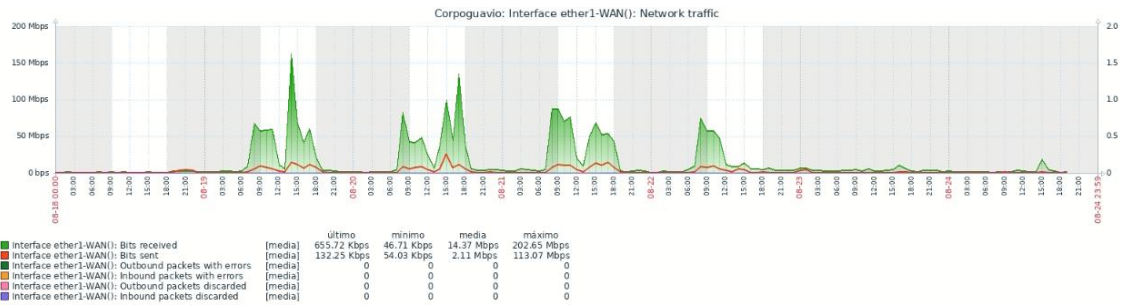 Corpoguavio: Interface ether1-WAN(): Network traffic
200 Mbps 2.0
150 Mbps 1.5
100 Mbps 1.0
50 Mbps 0.5
0 bps 0.0
08-18 00:00 03:00 06:00 09:00 12:00 15:00 18:00 21:00 08-19 03:00 06:00 09:00 12:00 15:00 18:00 21:00 08-20 03:00 06:00 09:00 12:00 15:00 18:00 21:00 08-21 03:00 06:00 09:00 12:00 15:00 18:00 21:00 08-22 03:00 06:00 09:00 12:00 15:00 18:00 21:00 08-23 03:00 06:00 09:00 12:00 15:00 18:00 21:00 08-24 03:00 06:00 09:00 12:00 15:00 18:00 21:00 08-24 23:59
último mínimo media máximo
Interface ether1-WAN(): Bits received [media] 655.72 Kbps 46.71 Kbps 14.37 Mbps 202.65 Mbps
Interface ether1-WAN(): Bits sent [media] 132.25 Kbps 54.03 Kbps 2.11 Mbps 113.07 Mbps
Interface ether1-WAN(): Outbound packets with errors [media] 0 0 0 0
Interface ether1-WAN(): Inbound packets with errors [media] 0 0 0 0
Interface ether1-WAN(): Outbound packets discarded [media] 0 0 0 0
Interface ether1-WAN(): Inbound packets discarded [media] 0 0 0 0